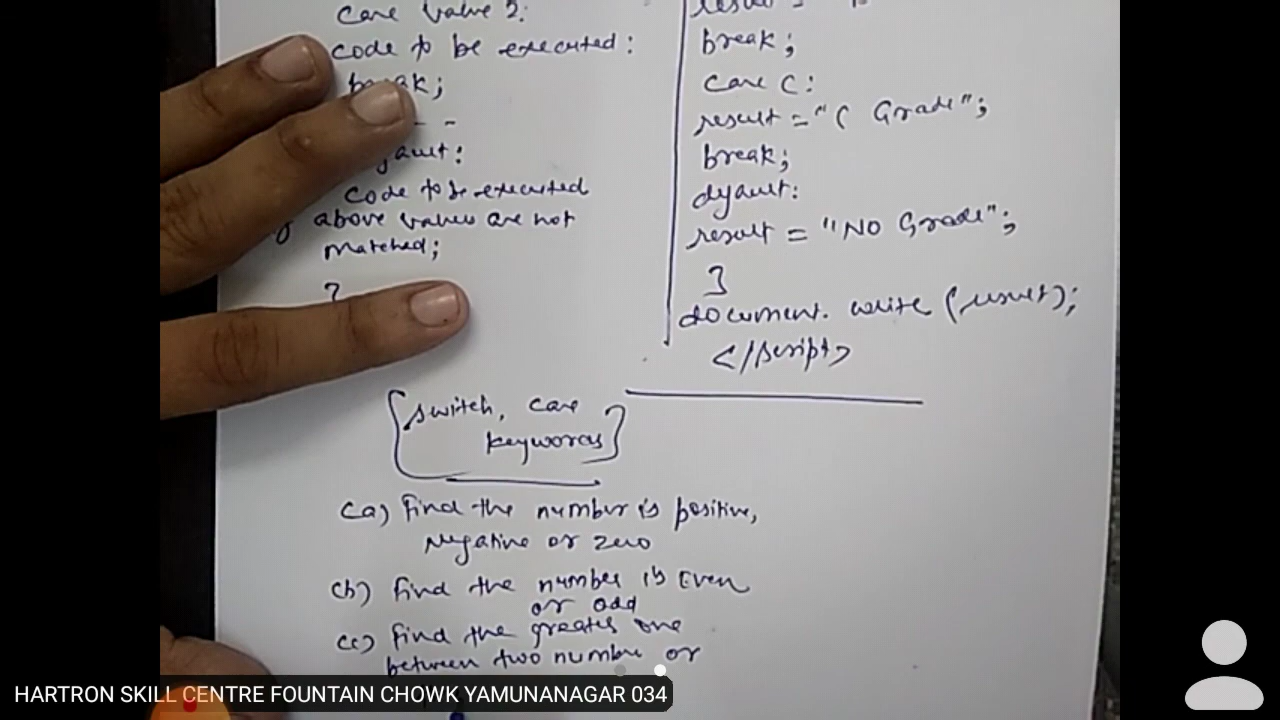 Case Value 2:
code to be executed:
break;
- -
code to be executed
if above values are not
matched;
}
break;
Case C:
result = "C Grade";
break;
default:
result = "NO Grade";
}
document. write (result);
</script>
{switch, case
keywords}
(a) find the number is positive,
negative or zero
(b) find the number is Even
or odd
(c) find the greates one
between two number or
HARTRON SKILL CENTRE FOUNTAIN CHOWK YAMUNANAGAR 034